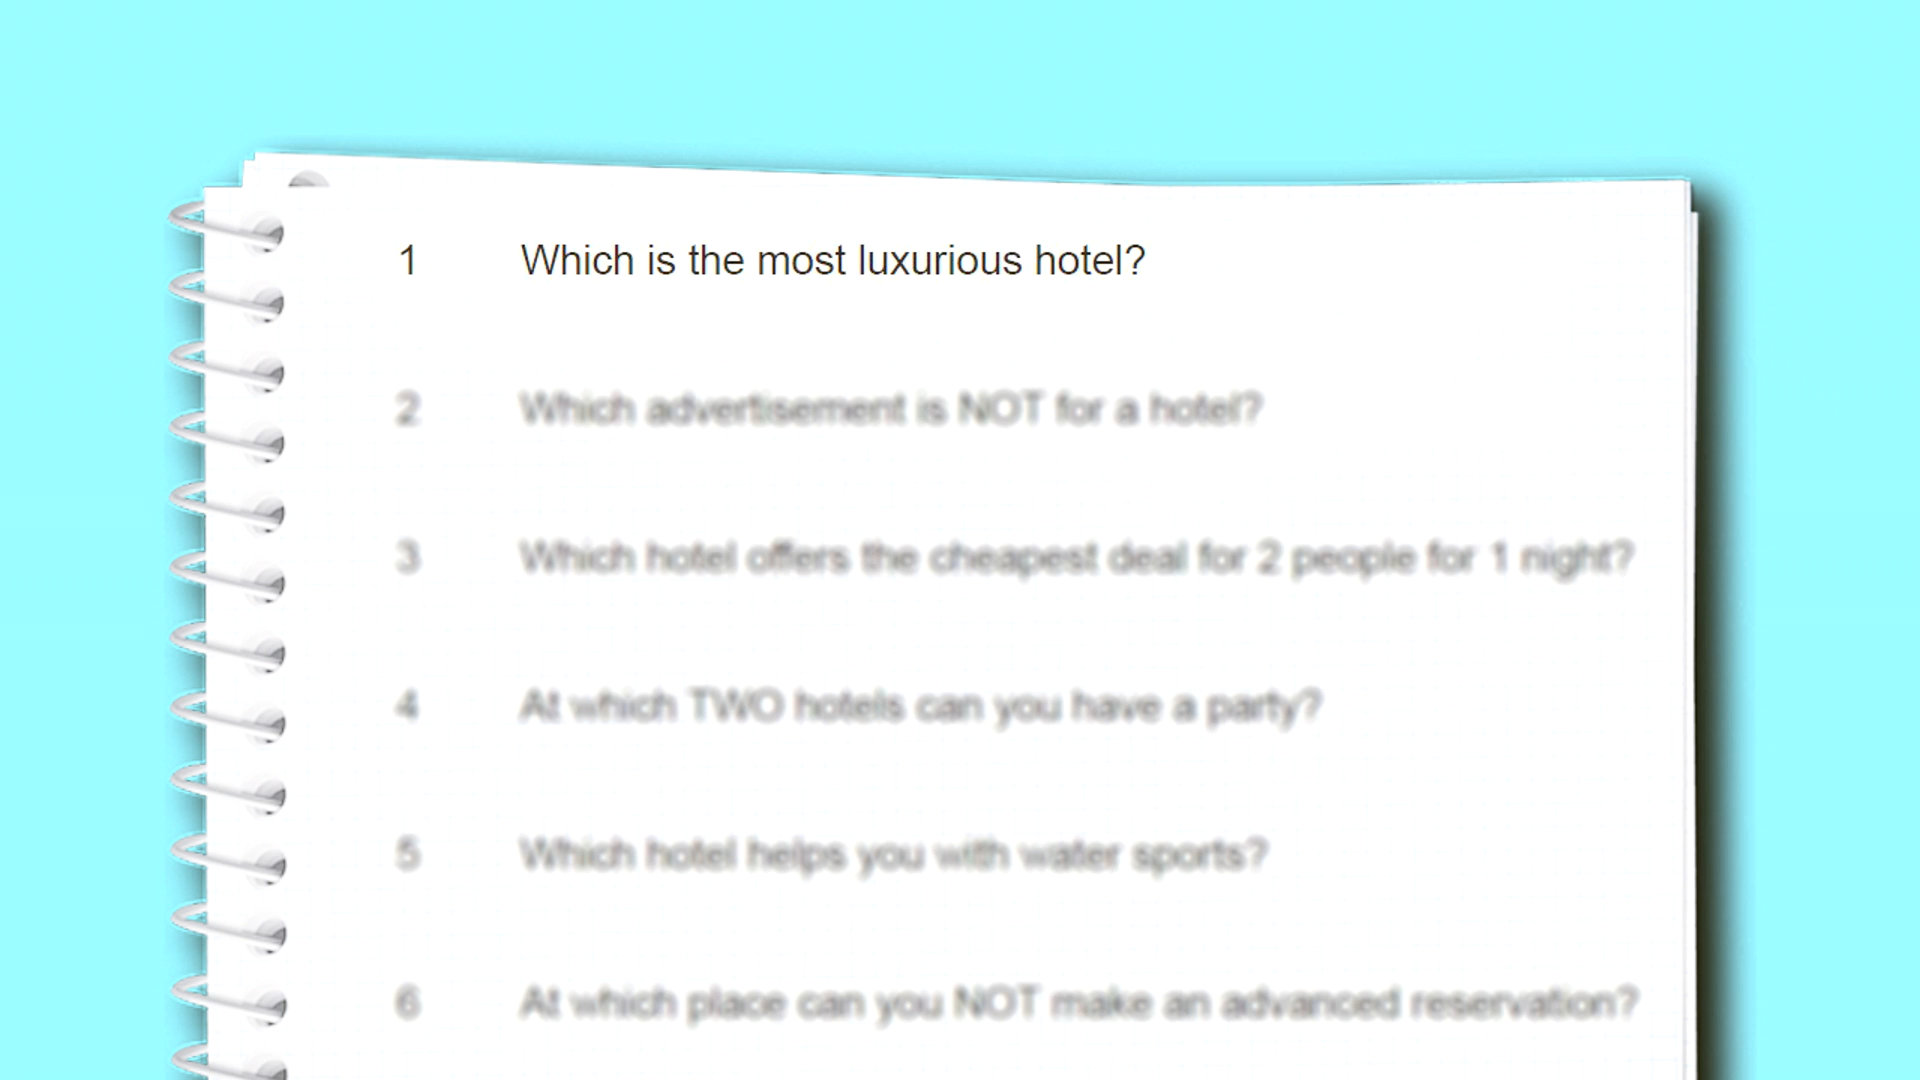 1 Which is the most luxurious hotel?
2 Which advertisement is NOT for a hotel?
3 Which hotel offers the cheapest deal for 2 people for 1 night?
4 At which TWO hotels can you have a party?
5 Which hotel helps you with water sports?
6 At which place can you NOT make an advanced reservation?